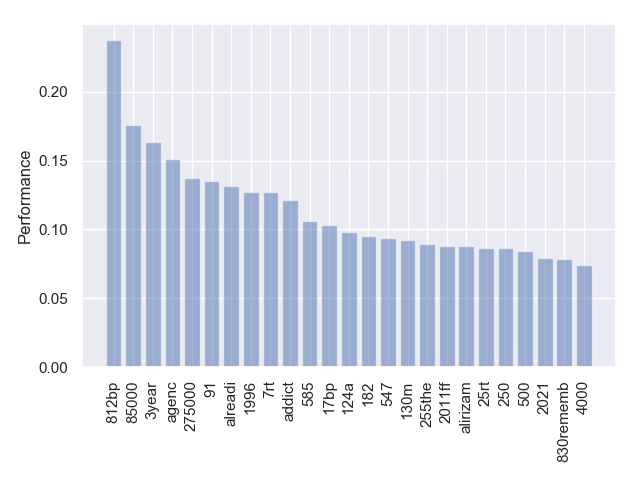 0.20
0.15
0.10
0.05
0.00
Performance
812bp
85000
3year
agenc
275000
91
alreadi
1996
7rt
addict
585
17bp
124a
182
547
130m
255the
2011ff
alirizam
25rt
250
500
2021
830rememb
4000